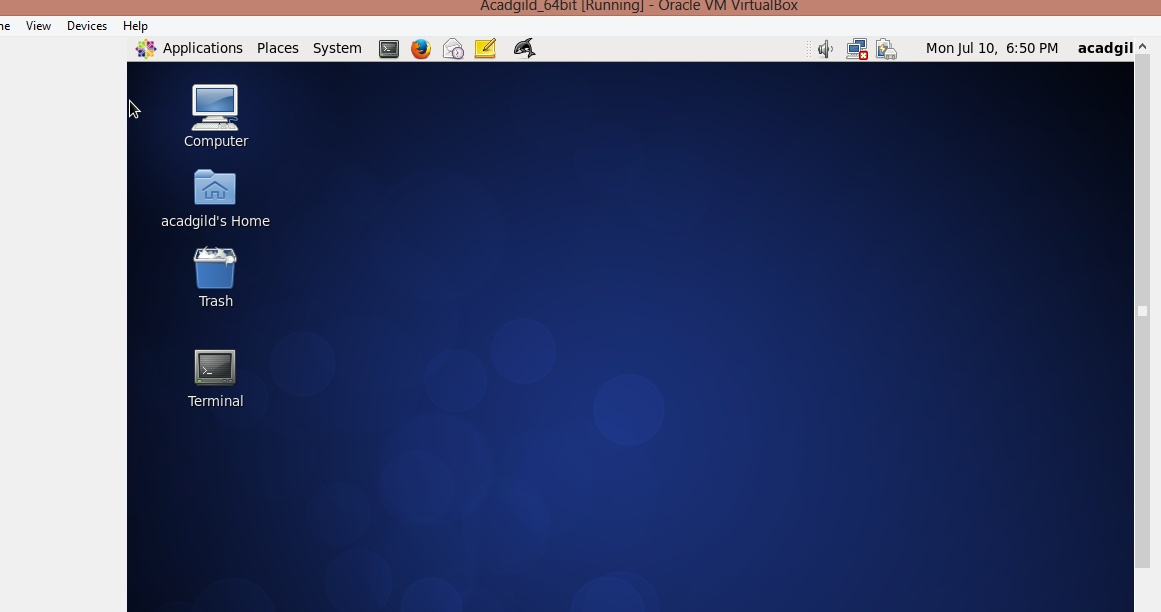 Acadgild_64bit [Running] - Oracle VM VirtualBox
View Devices Help
Applications Places System Mon Jul 10, 6:50 PM acadgil
Computer
acadgild's Home
Trash
Terminal